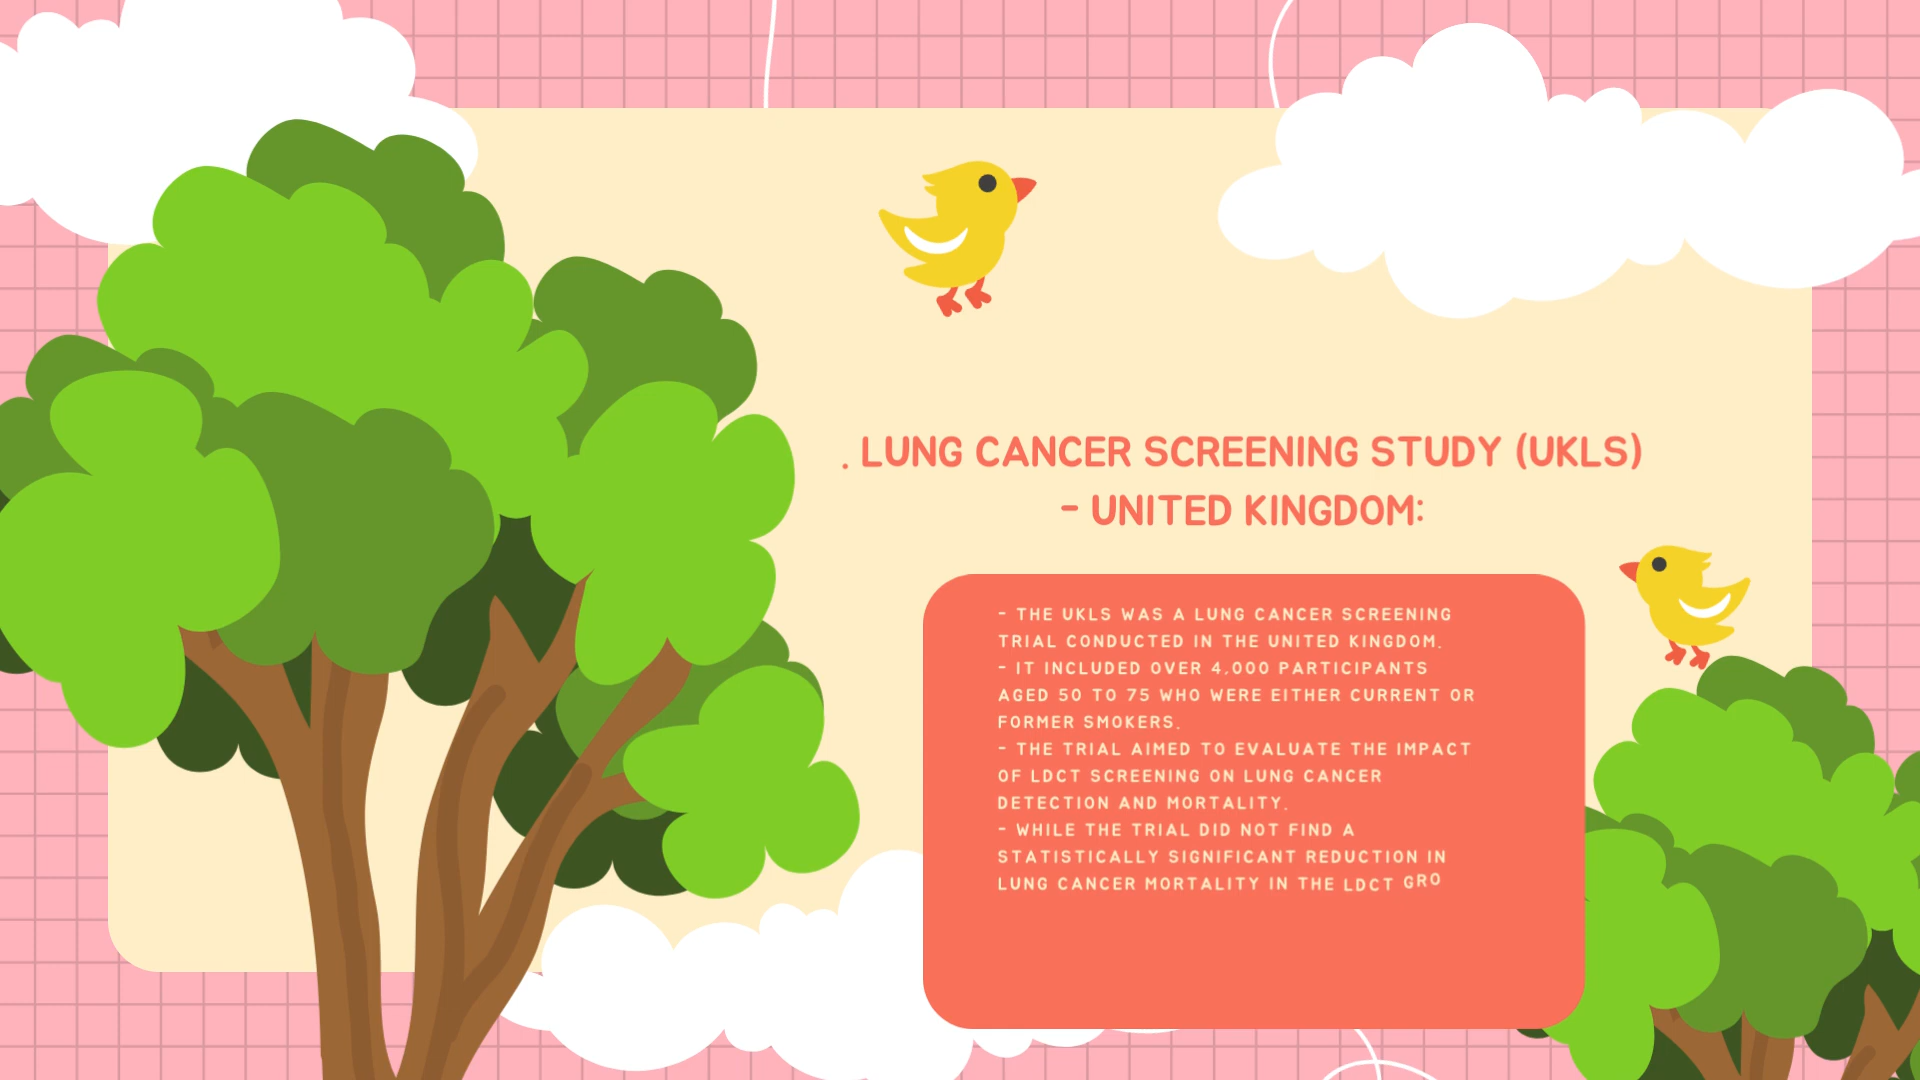 . LUNG CANCER SCREENING STUDY (UKLS)
- UNITED KINGDOM:
- THE UKLS WAS A LUNG CANCER SCREENING
TRIAL CONDUCTED IN THE UNITED KINGDOM.
- IT INCLUDED OVER 4,000 PARTICIPANTS
AGED 50 TO 75 WHO WERE EITHER CURRENT OR
FORMER SMOKERS.
- THE TRIAL AIMED TO EVALUATE THE IMPACT
OF LDCT SCREENING ON LUNG CANCER
DETECTION AND MORTALITY.
- WHILE THE TRIAL DID NOT FIND A
STATISTICALLY SIGNIFICANT REDUCTION IN
LUNG CANCER MORTALITY IN THE LDCT GRO